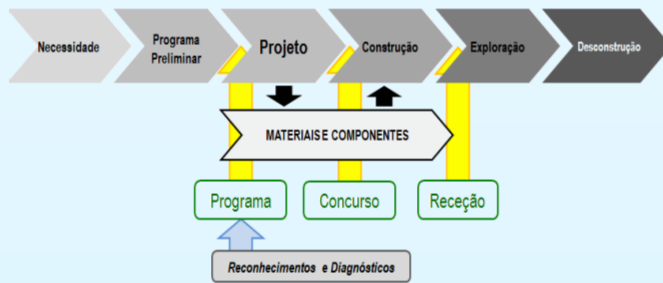 Necessidade
Programa
Preliminar
Projeto
Construção
Exploração
Desconstrução
MATERIAIS E COMPONENTES
Programa
Concurso
Receção
Reconhecimentos e Diagnósticos